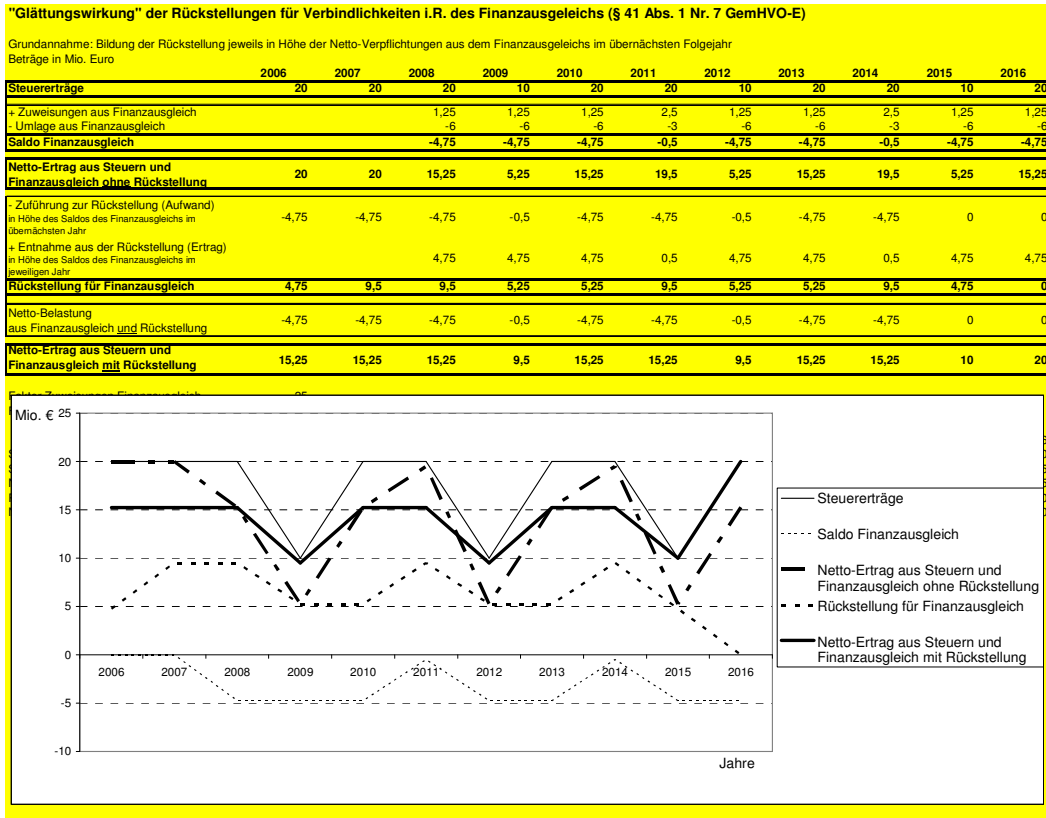 "Glättungswirkung" der Rückstellungen für Verbindlichkeiten i.R. des Finanzausgeleichs (§ 41 Abs. 1 Nr. 7 GemHVO-E)
Grundannahme: Bildung der Rückstellung jeweils in Höhe der Netto-Verpflichtungen aus dem Finanzausgeleichs im übernächsten Folgejahr
Beträge in Mio. Euro
2006 2007 2008 2009 2010 2011 2012 2013 2014 2015 2016
Steuererträge 20 20 20 10 20 20 10 20 20 10 20
+ Zuweisungen aus Finanzausgleich 1,25 1,25 1,25 2,5 1,25 1,25 2,5 1,25 1,25
- Umlage aus Finanzausgleich -6 -6 -6 -3 -6 -6 -3 -6 -6
Saldo Finanzausgleich -4,75 -4,75 -4,75 -0,5 -4,75 -4,75 -0,5 -4,75 -4,75
Netto-Ertrag aus Steuern und
Finanzausgleich ohne Rückstellung 20 20 15,25 5,25 15,25 19,5 5,25 15,25 19,5 5,25 15,25
- Zuführung zur Rückstellung (Aufwand)
in Höhe des Saldos des Finanzausgleichs im -4,75 -4,75 -4,75 -0,5 -4,75 -4,75 -0,5 -4,75 -4,75 0 0
übernächsten Jahr
+ Entnahme aus der Rückstellung (Ertrag)
in Höhe des Saldos des Finanzausgleichs im 4,75 4,75 4,75 0,5 4,75 4,75 0,5 4,75 4,75
jeweiligen Jahr
Rückstellung für Finanzausgleich 4,75 9,5 9,5 5,25 5,25 9,5 5,25 5,25 9,5 4,75 0
Netto-Belastung
aus Finanzausgleich und Rückstellung -4,75 -4,75 -4,75 -0,5 -4,75 -4,75 -0,5 -4,75 -4,75 0 0
Netto-Ertrag aus Steuern und
Finanzausgleich mit Rückstellung 15,25 15,25 15,25 9,5 15,25 15,25 9,5 15,25 15,25 10 20
Mio. €
25
20
15
10
5
0
-5
-10
2006 2007 2008 2009 2010 2011 2012 2013 2014 2015 2016
Jahre
Steuererträge
Saldo Finanzausgleich
Netto-Ertrag aus Steuern und
Finanzausgleich ohne Rückstellung
Rückstellung für Finanzausgleich
Netto-Ertrag aus Steuern und
Finanzausgleich mit Rückstellung